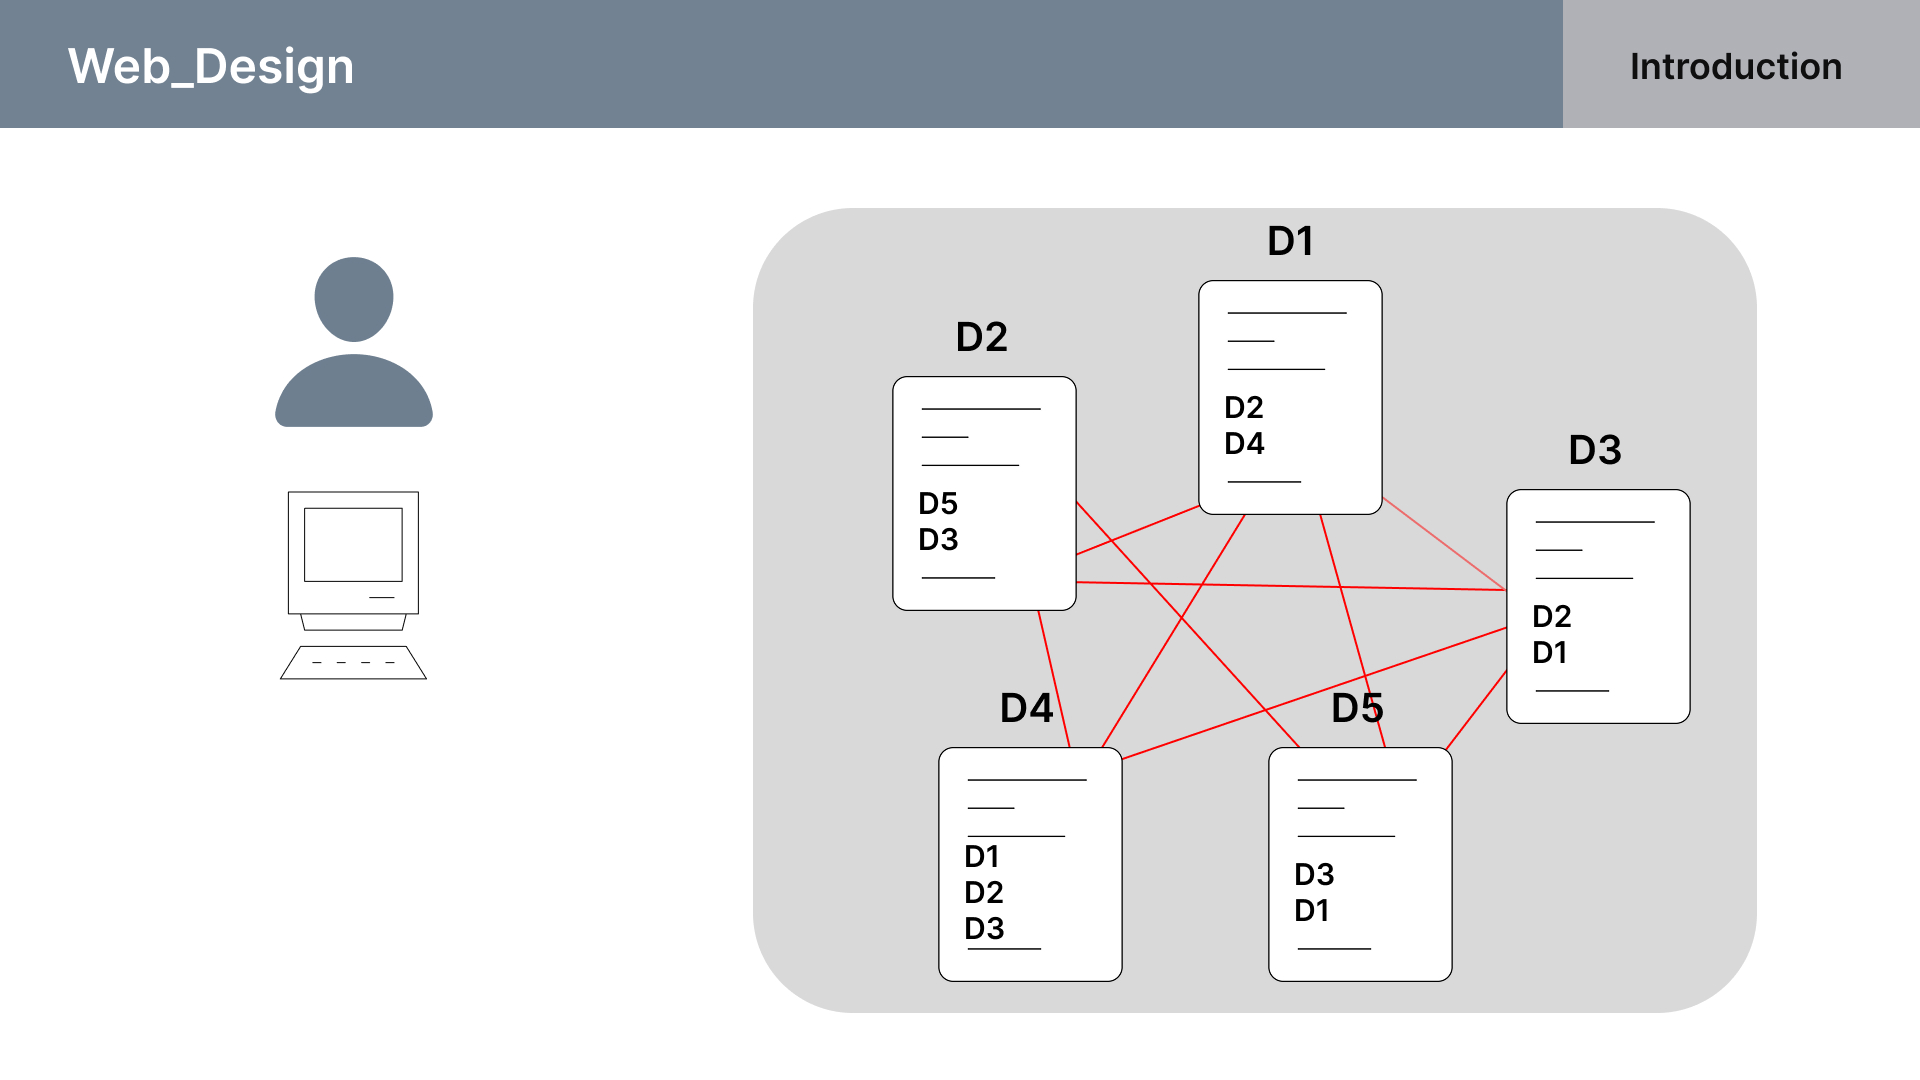 Web_Design
Introduction
D1
D2
D4
D2
D5
D3
D3
D2
D1
D4
D1
D2
D3
D5
D3
D1